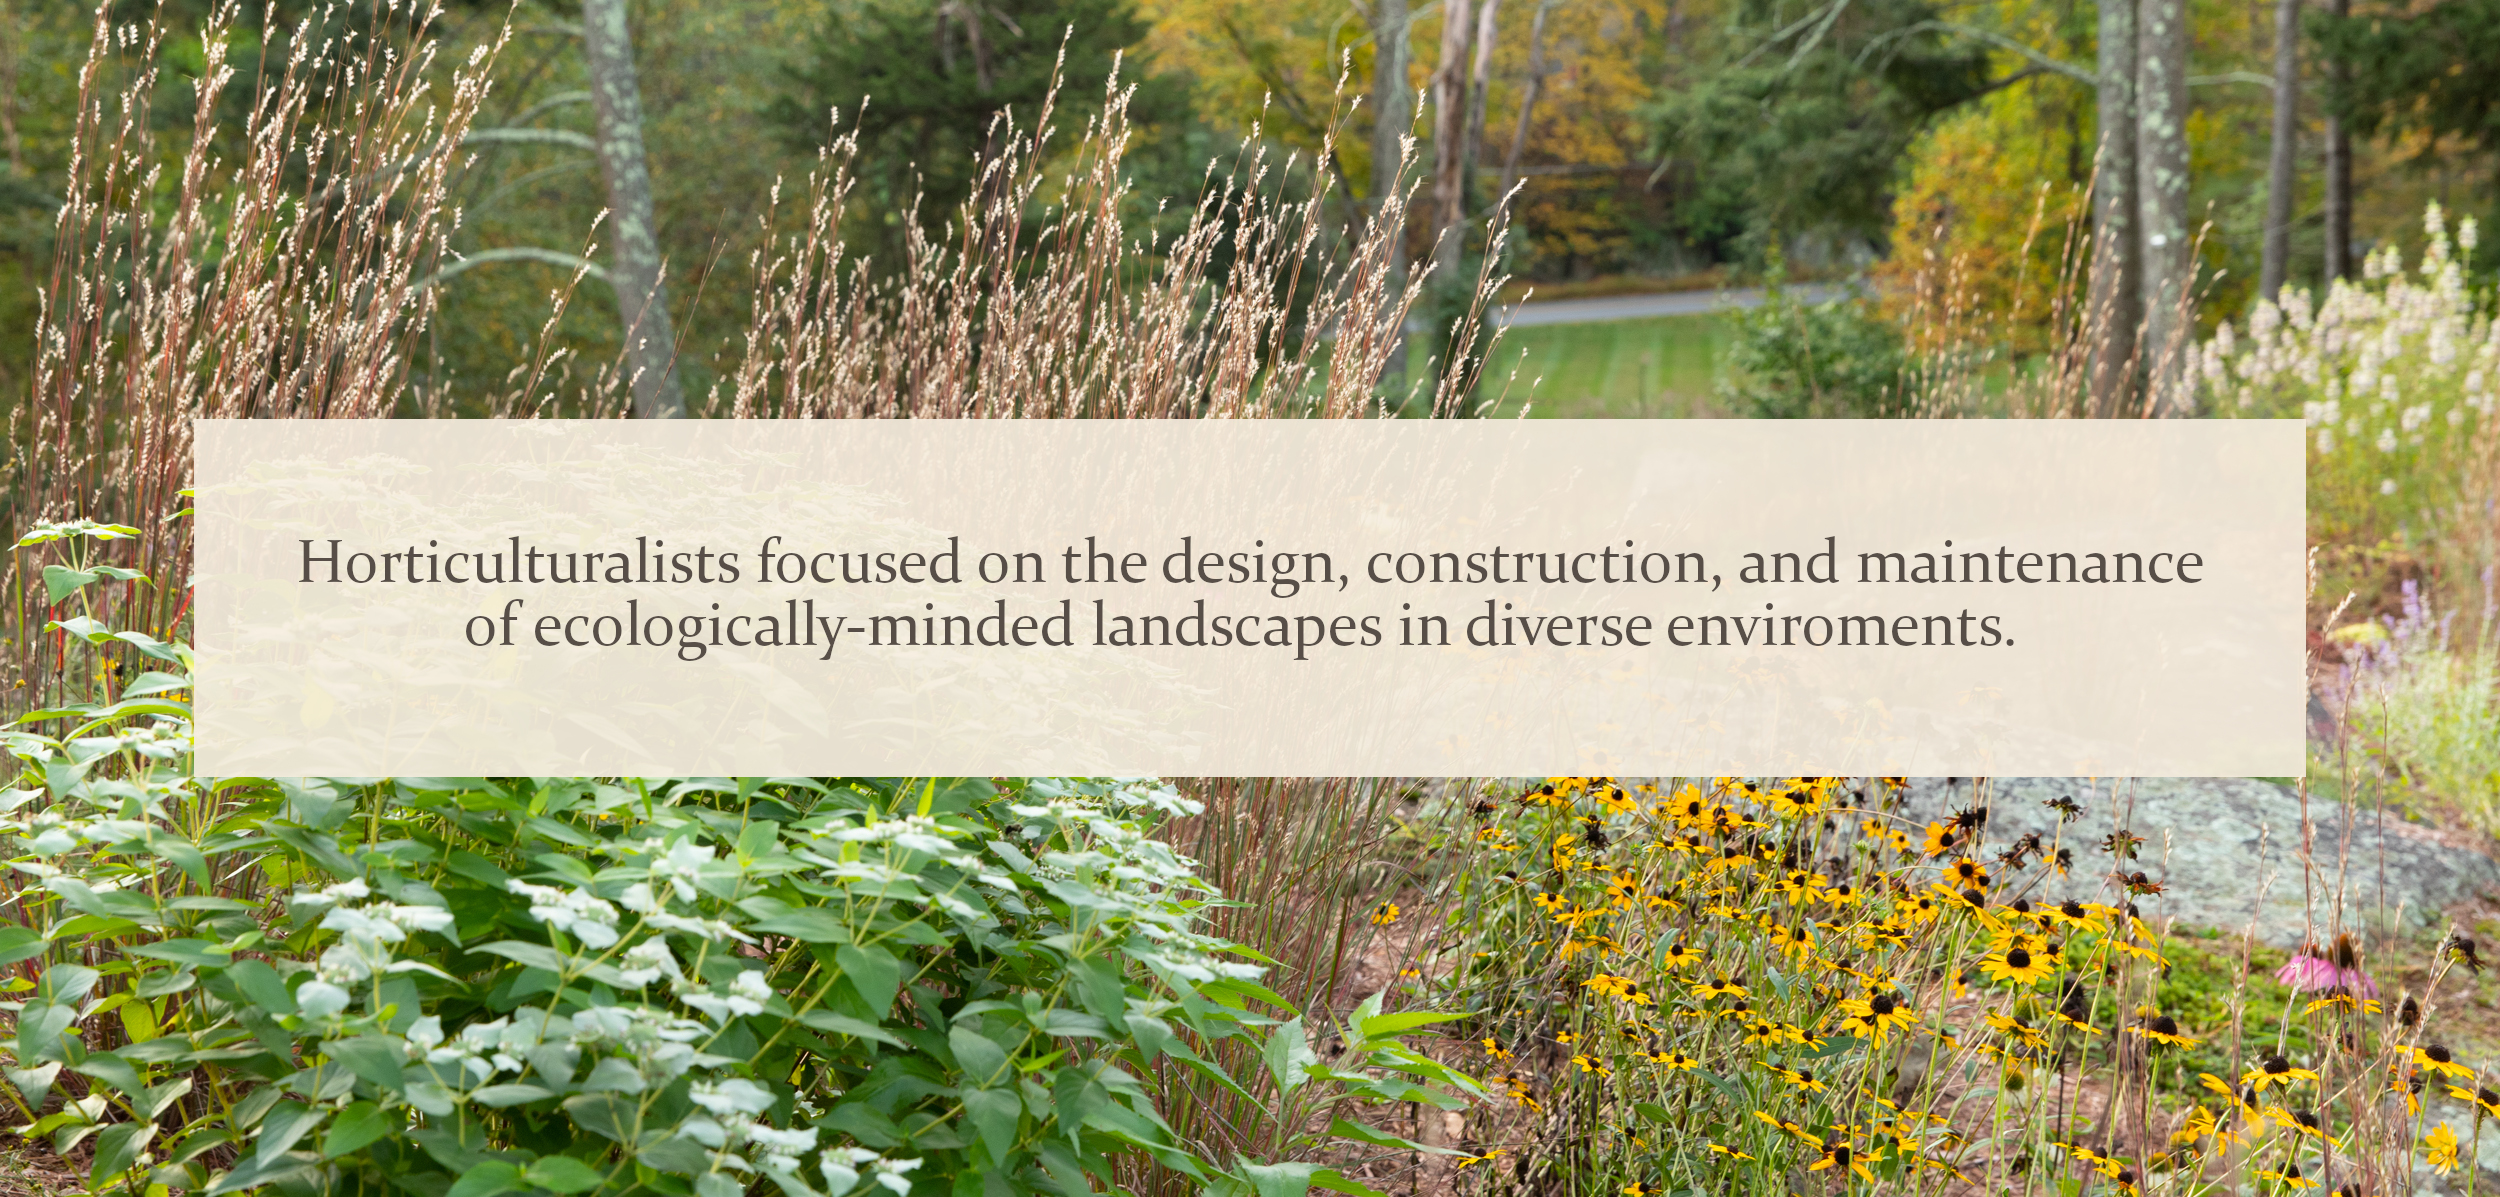 Horticulturalists focused on the design, construction, and maintenance
of ecologically-minded landscapes in diverse enviroments.